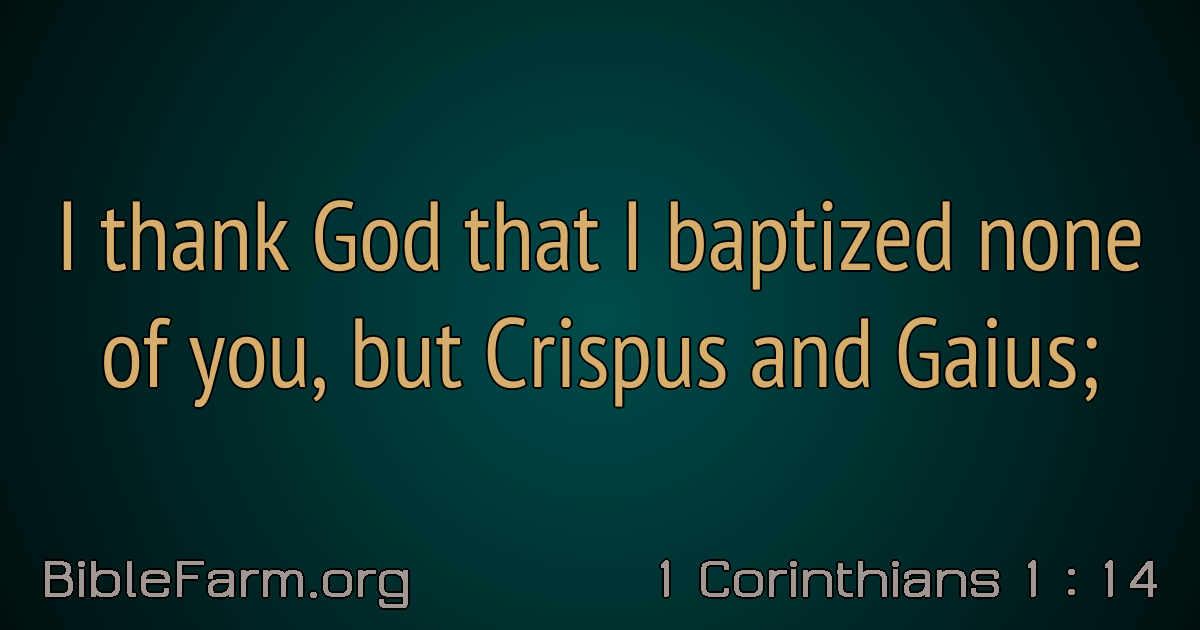 I thank God that I baptized none
of you, but Crispus and Gaius;
BibleFarm.org
1 Corinthians 1 : 14